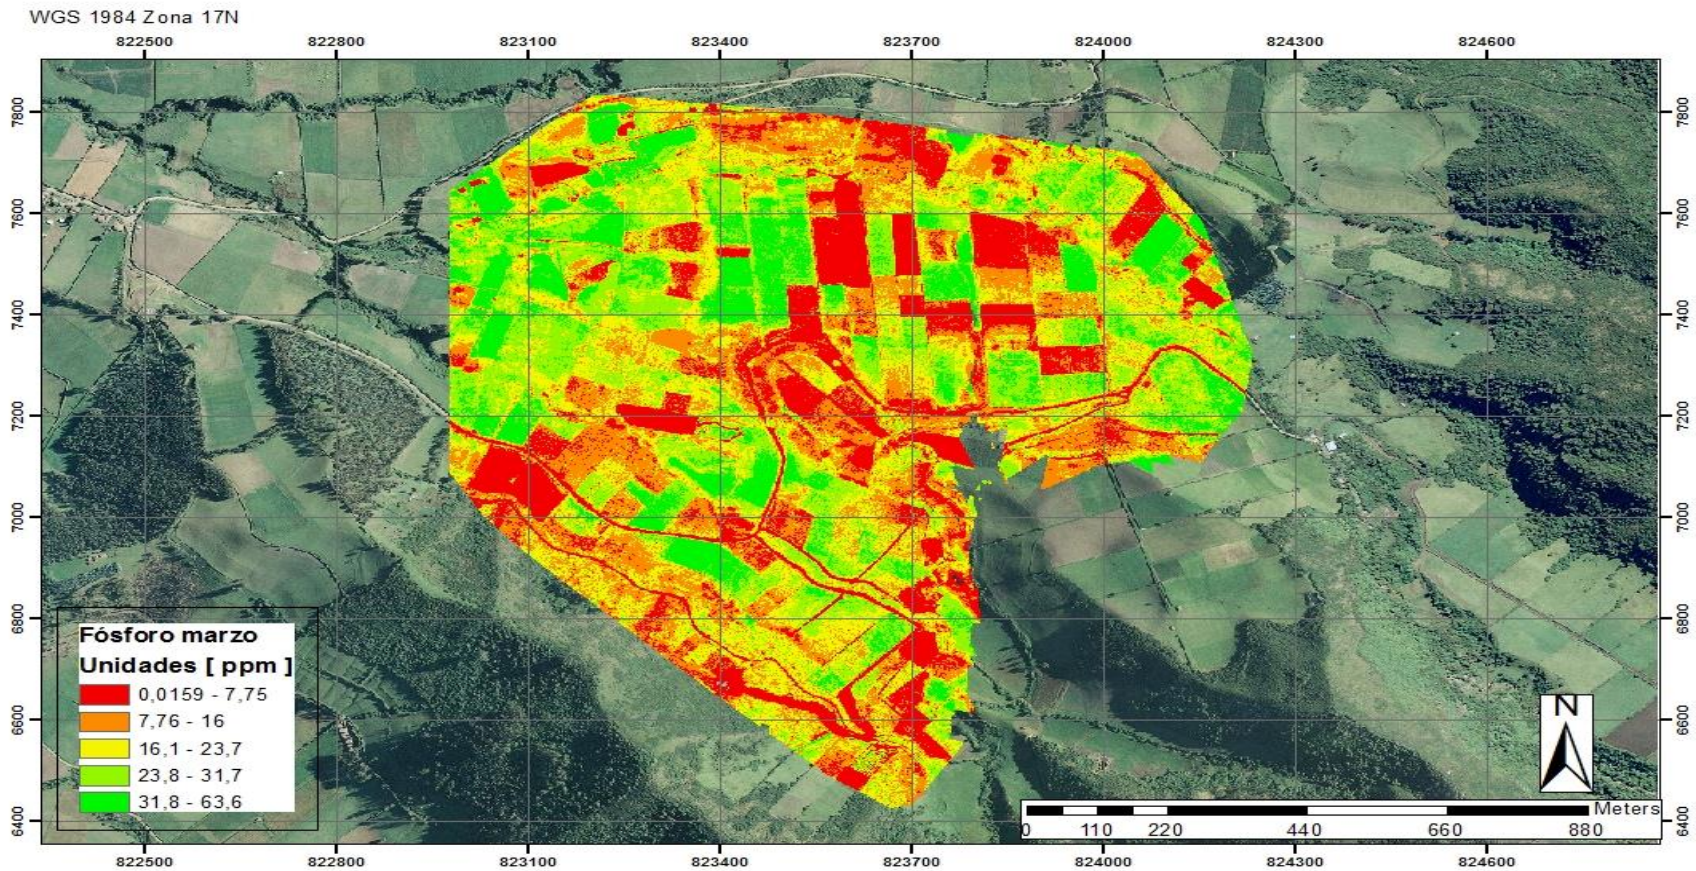 WGS 1984 Zona 17N
822500 822800 823100 823400 823700 824000 824300 824600
7800 7800
7600 7600
7400 7400
7200 7200
7000 7000
6800 6800
6600 6600
6400 6400
Fósforo marzo
Unidades [ ppm ]
0,0159 - 7,75
7,76 - 16
16,1 - 23,7
23,8 - 31,7
31,8 - 63,6
N
Meters
0 110 220 440 660 880
822500 822800 823100 823400 823700 824000 824300 824600